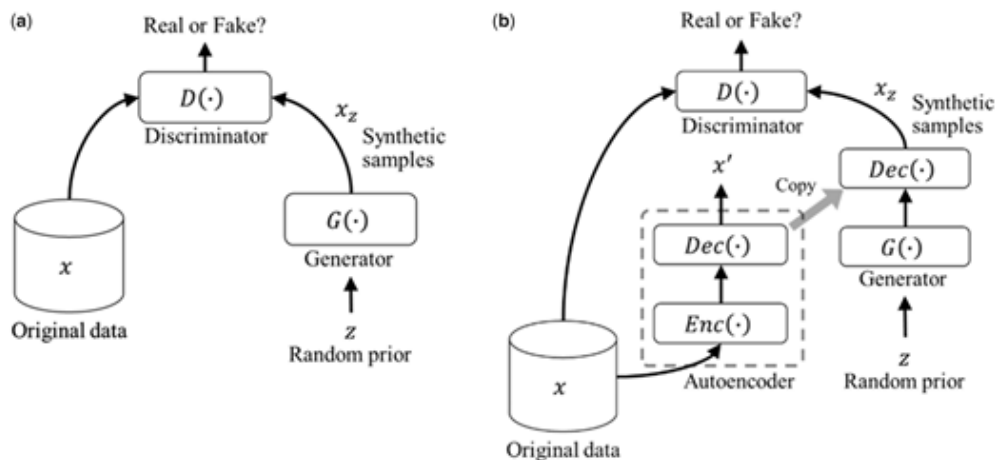 (a)
Real or Fake?
D(·)
Discriminator
x_z
Synthetic
samples
G(·)
Generator
x
Original data
z
Random prior
(b)
Real or Fake?
D(·)
Discriminator
x_z
Synthetic
samples
x′
Copy
Dec(·)
Dec(·)
G(·)
Generator
Enc(·)
Autoencoder
z
Random prior
x
Original data